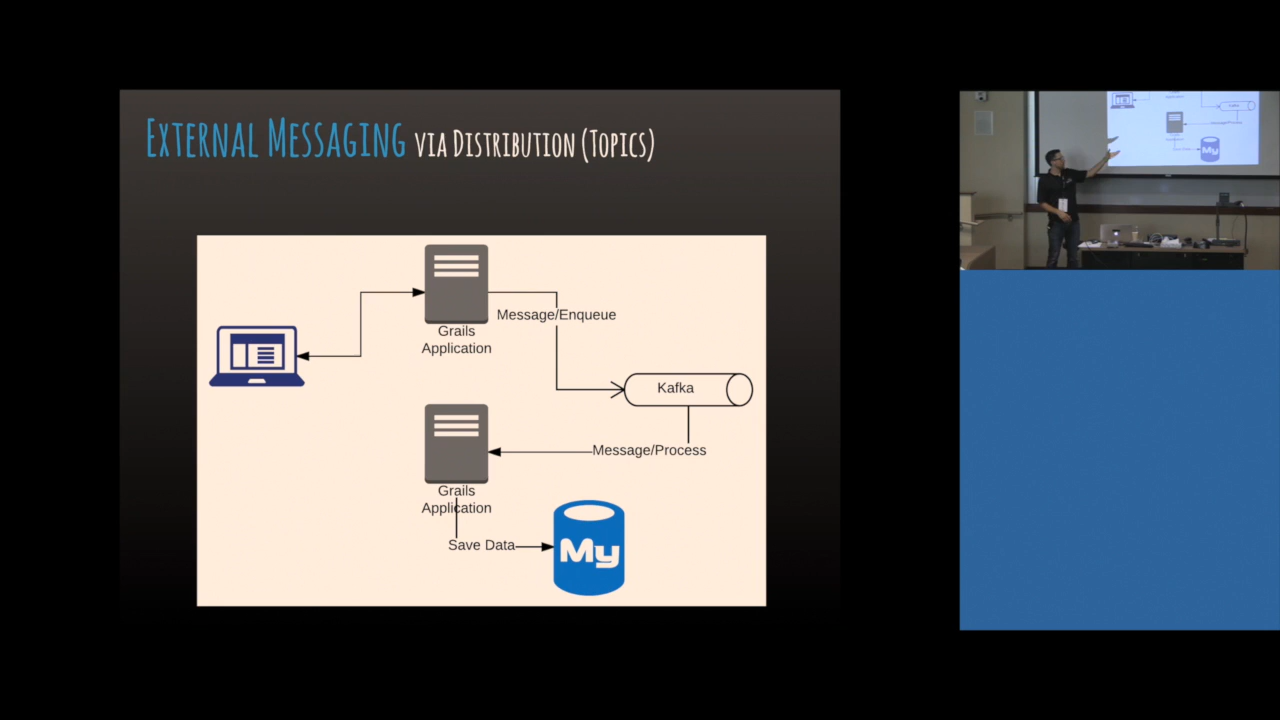 External Messaging via Distribution (Topics)
Grails
Application
Message/Enqueue
Kafka
Message/Process
Grails
Application
Save Data
My